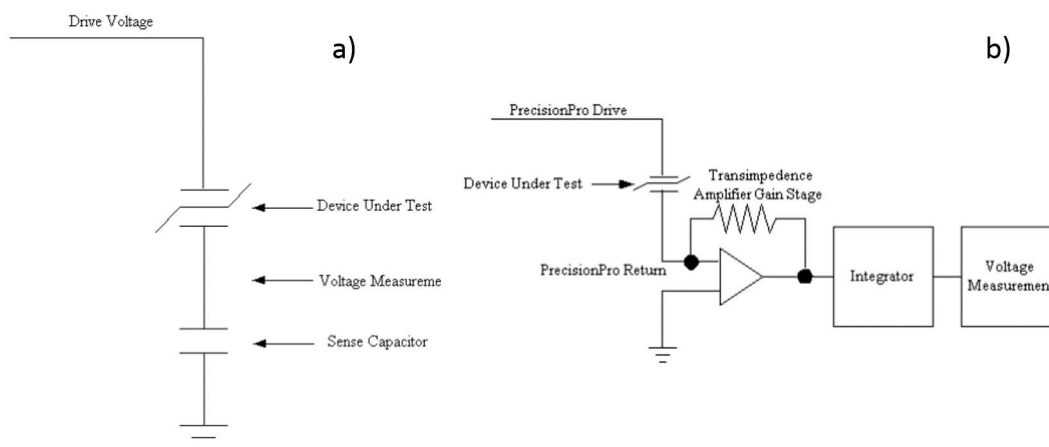 Drive Voltage
a)
Device Under Test
Voltage Measureme
Sense Capacitor
b)
PrecisionPro Drive
Device Under Test
Transimpedence
Amplifier Gain Stage
PrecisionPro Return
Integrator
Voltage
Measuremen